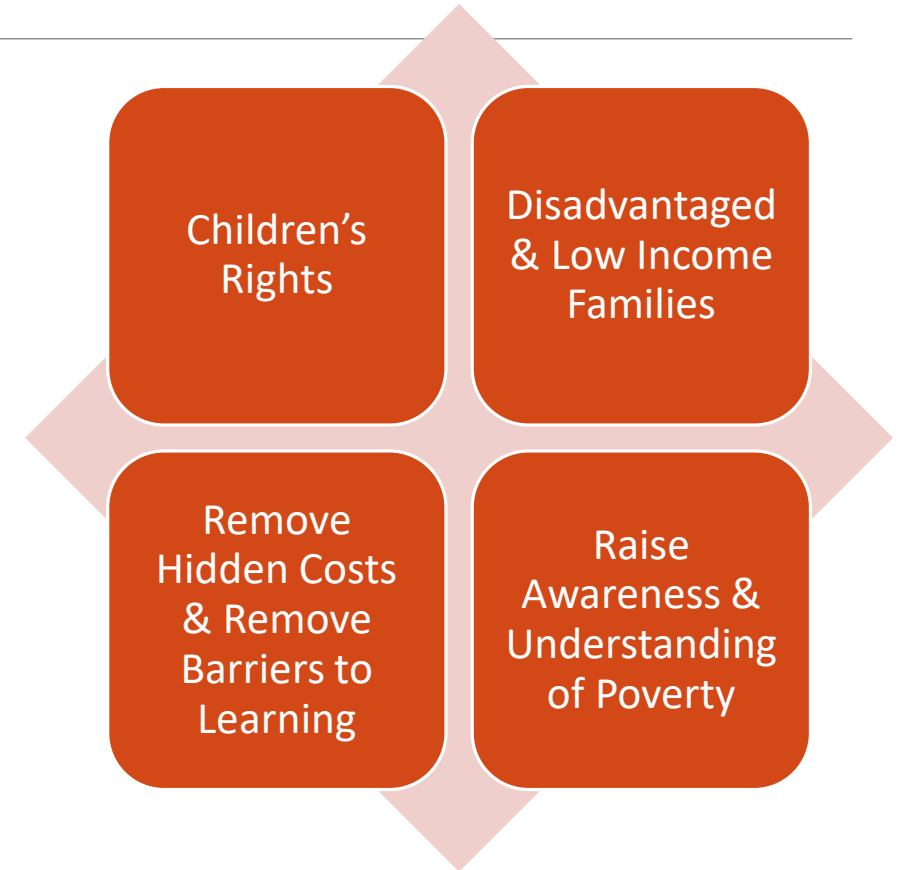 Children’s
Rights
Disadvantaged
& Low Income
Families
Remove
Hidden Costs
& Remove
Barriers to
Learning
Raise
Awareness &
Understanding
of Poverty